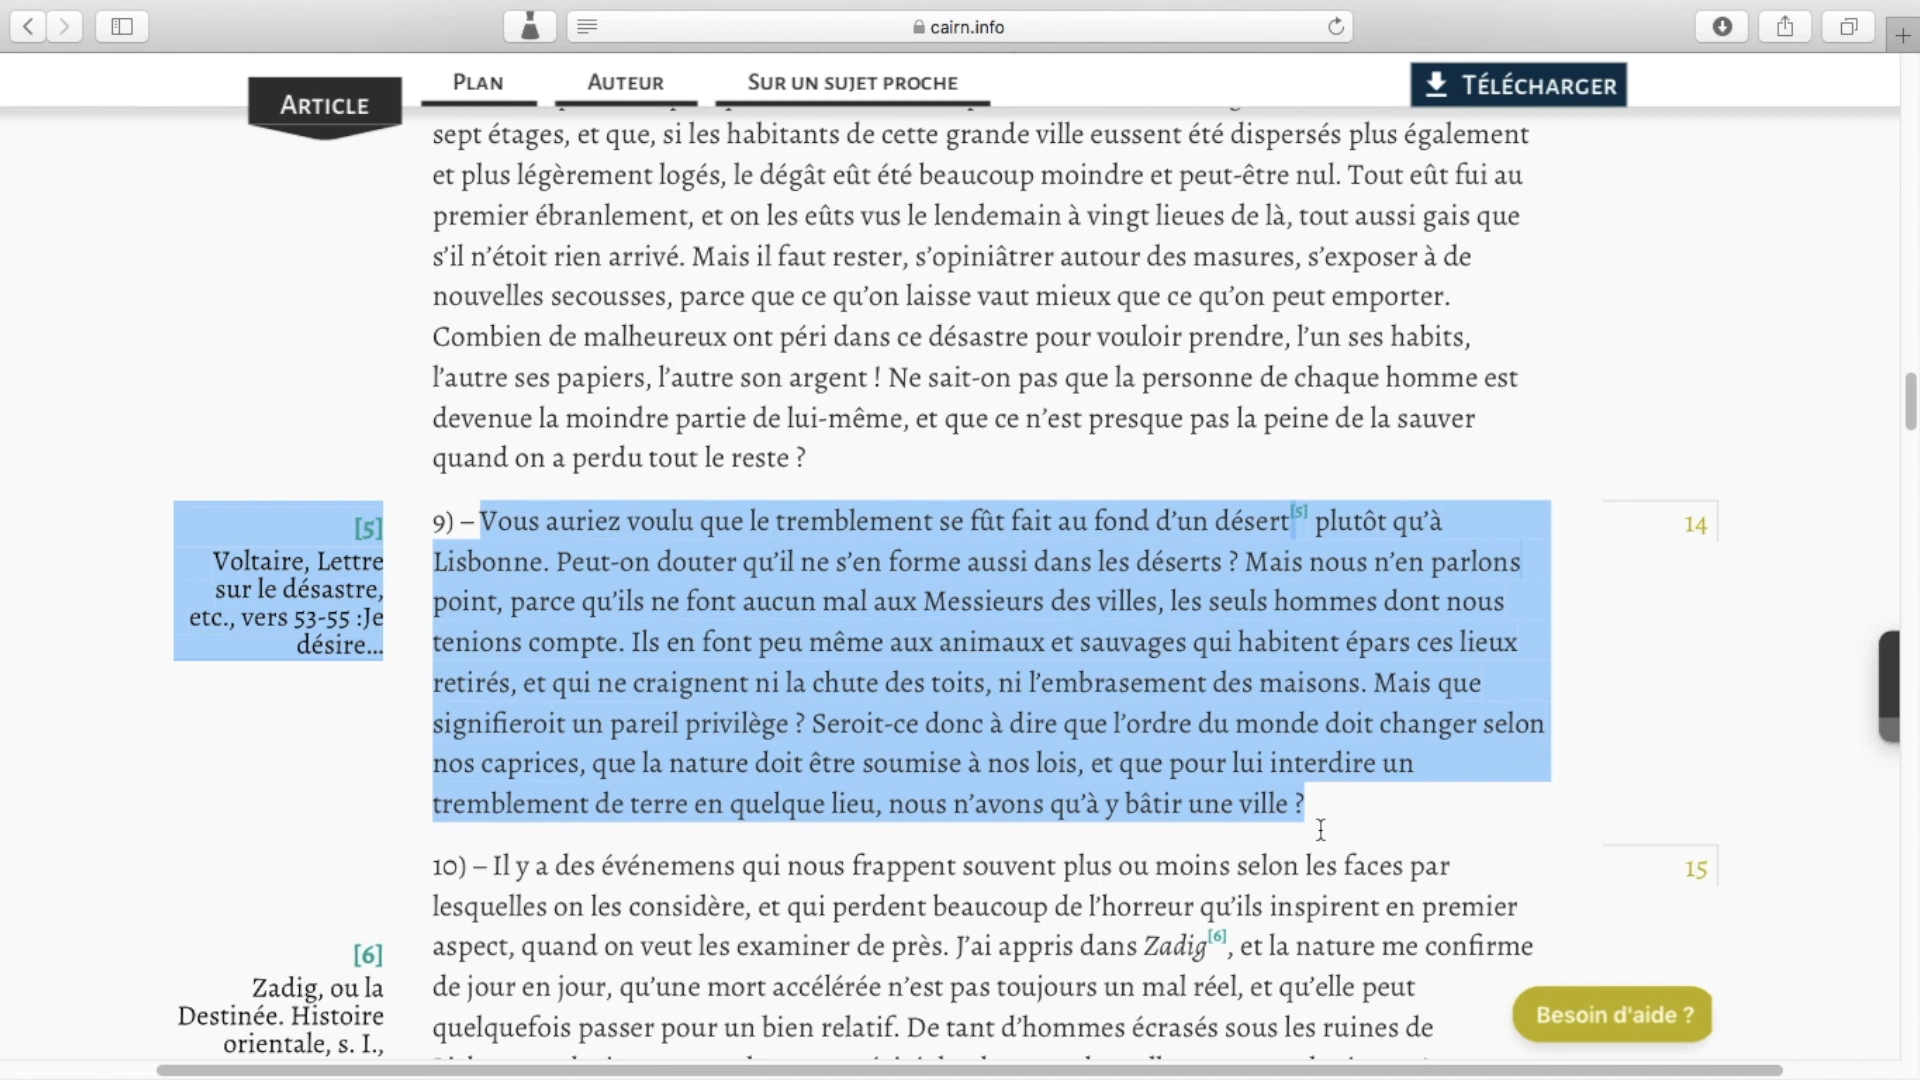 cairn.info
ARTICLE
PLAN
AUTEUR
SUR UN SUJET PROCHE
TÉLÉCHARGER
sept étages, et que, si les habitants de cette grande ville eussent été dispersés plus également
et plus légèrement logés, le dégât eût été beaucoup moindre et peut-être nul. Tout eût fui au
premier ébranlement, et on les eûts vus le lendemain à vingt lieues de là, tout aussi gais que
s’il n’étoit rien arrivé. Mais il faut rester, s’opiniâtrer autour des masures, s’exposer à de
nouvelles secousses, parce que ce qu’on laisse vaut mieux que ce qu’on peut emporter.
Combien de malheureux ont péri dans ce désastre pour vouloir prendre, l’un ses habits,
l’autre ses papiers, l’autre son argent ! Ne sait-on pas que la personne de chaque homme est
devenue la moindre partie de lui-même, et que ce n’est presque pas la peine de la sauver
quand on a perdu tout le reste ?
[5]
Voltaire, Lettre
sur le désastre,
etc., vers 53-55 :Je
désire...
9) – Vous auriez voulu que le tremblement se fût fait au fond d’un désert[5] plutôt qu’à
Lisbonne. Peut-on douter qu’il ne s’en forme aussi dans les déserts ? Mais nous n’en parlons
point, parce qu’ils ne font aucun mal aux Messieurs des villes, les seuls hommes dont nous
tenions compte. Ils en font peu même aux animaux et sauvages qui habitent épars ces lieux
retirés, et qui ne craignent ni la chute des toits, ni l’embrasement des maisons. Mais que
signifieroit un pareil privilège ? Seroit-ce donc à dire que l’ordre du monde doit changer selon
nos caprices, que la nature doit être soumise à nos lois, et que pour lui interdire un
tremblement de terre en quelque lieu, nous n’avons qu’à y bâtir une ville ?
14
10) – Il y a des événemens qui nous frappent souvent plus ou moins selon les faces par
lesquelles on les considère, et qui perdent beaucoup de l’horreur qu’ils inspirent en premier
aspect, quand on veut les examiner de près. J’ai appris dans Zadig[6], et la nature me confirme
de jour en jour, qu’une mort accélérée n’est pas toujours un mal réel, et qu’elle peut
quelquefois passer pour un bien relatif. De tant d’hommes écrasés sous les ruines de
15
[6]
Zadig, ou la
Destinée. Histoire
orientale, s. I.,
Besoin d'aide ?